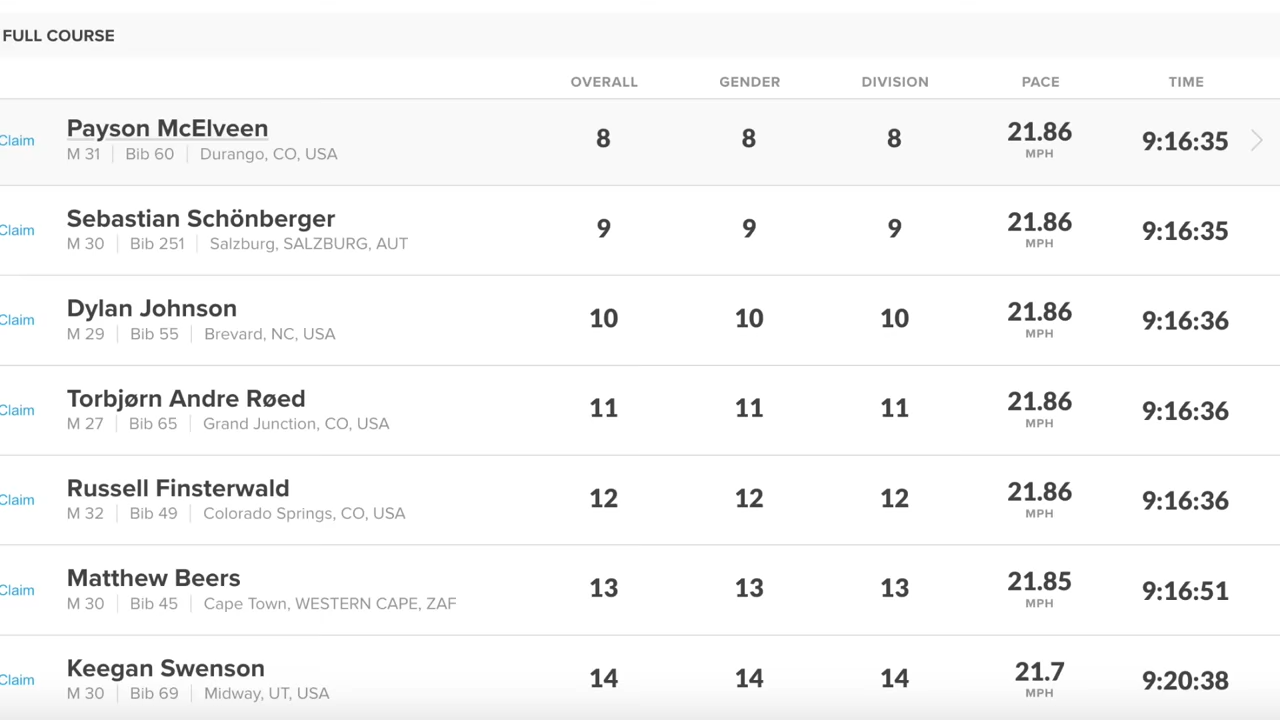 FULL COURSE
OVERALL GENDER DIVISION PACE TIME
Claim Payson McElveen 8 8 8 21.86 9:16:35
M 31 Bib 60 Durango, CO, USA MPH
Claim Sebastian Schönberger 9 9 9 21.86 9:16:35
M 30 Bib 251 Salzburg, SALZBURG, AUT MPH
Claim Dylan Johnson 10 10 10 21.86 9:16:36
M 29 Bib 55 Brevard, NC, USA MPH
Claim Torbjørn Andre Røed 11 11 11 21.86 9:16:36
M 27 Bib 65 Grand Junction, CO, USA MPH
Claim Russell Finsterwald 12 12 12 21.86 9:16:36
M 32 Bib 49 Colorado Springs, CO, USA MPH
Claim Matthew Beers 13 13 13 21.85 9:16:51
M 30 Bib 45 Cape Town, WESTERN CAPE, ZAF MPH
Claim Keegan Swenson 14 14 14 21.7 9:20:38
M 30 Bib 69 Midway, UT, USA MPH